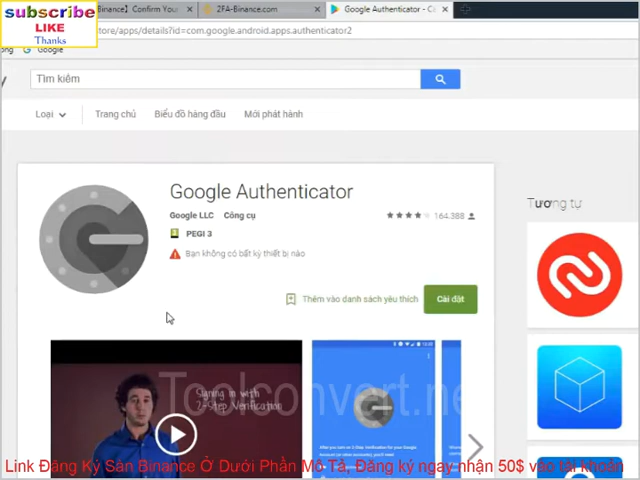 subscribe
LIKE
Thanks
Binance】Confirm Your
2FA-Binance.com
Google Authenticator - C
tore/apps/details?id=com.google.android.apps.authenticator2
ong
Google
y
Tìm kiếm
Loại
Trang chủ
Biểu đồ hàng đầu
Mới phát hành
Google Authenticator
Google LLC
Công cụ
164.388
PEGI 3
Bạn không có bất kỳ thiết bị nào
Thêm vào danh sách yêu thích
Cài đặt
Tương tự
Signing in with
2-Step Verification
Toolconvert.ne
Link Đăng Ký Sàn Binance Ở Dưới Phần Mô Tả, Đăng ký ngay nhận 50$ vào tài khoản